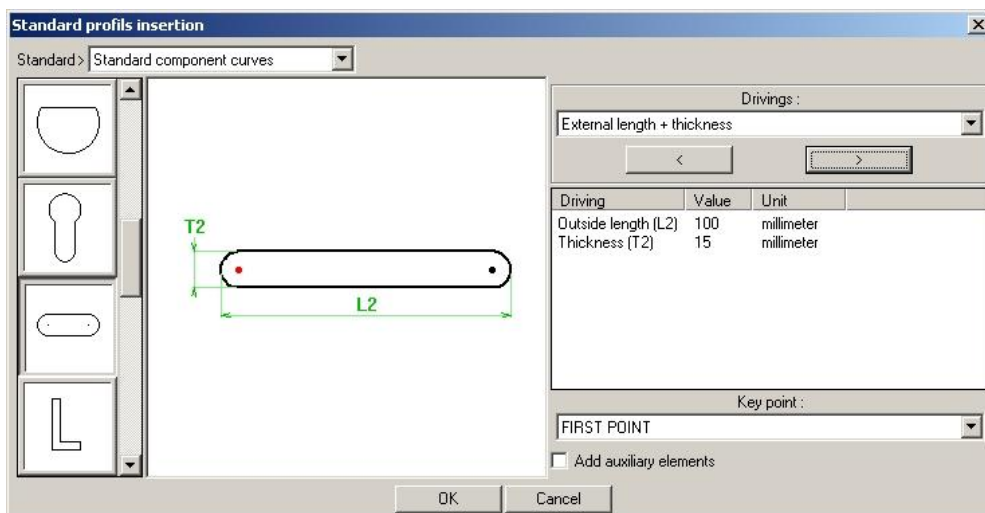 Standard profils insertion
Standard > Standard component curves
Drivings :
External length + thickness
< >
Driving Value Unit
Outside length (L2) 100 millimeter
Thickness (T2) 15 millimeter
T2
L2
Key point :
FIRST POINT
Add auxiliary elements
OK Cancel